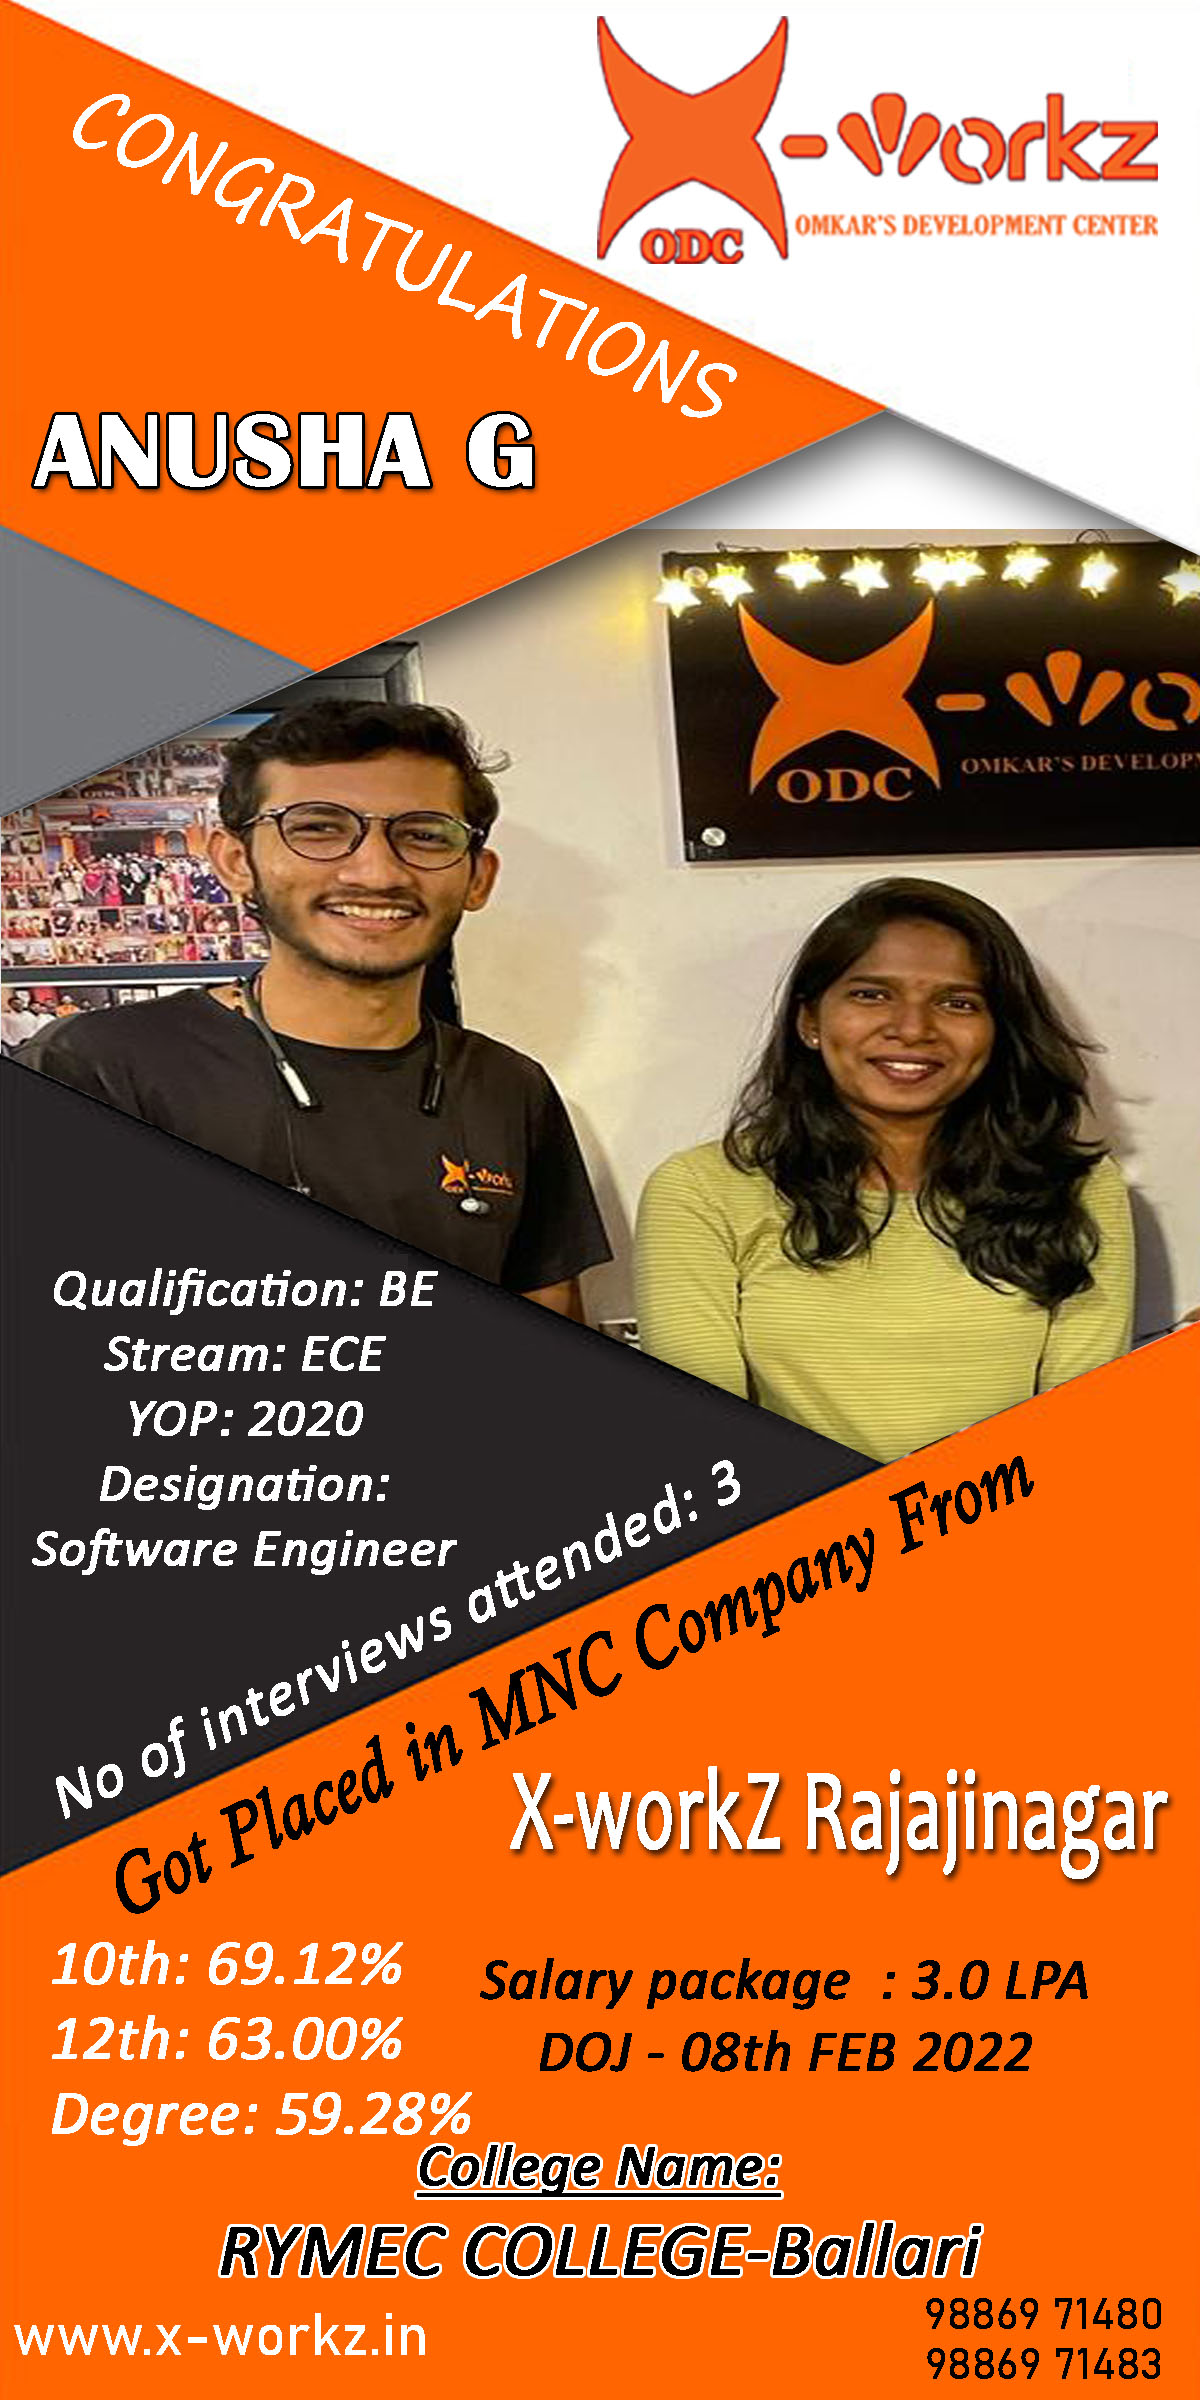 X-workz
ODC
OMKAR'S DEVELOPMENT CENTER
CONGRATULATIONS
ANUSHA G
X-Wo
ODC
OMKAR'S DEVELOP
X-workz
Qualification: BE
Stream: ECE
YOP: 2020
Designation:
Software Engineer
No of interviews attended: 3
Got Placed in MNC Company From
X-workZ Rajajinagar
10th: 69.12%
12th: 63.00%
Degree: 59.28%
Salary package : 3.0 LPA
DOJ - 08th FEB 2022
College Name:
RYMEC COLLEGE-Ballari
www.x-workz.in
98869 71480
98869 71483